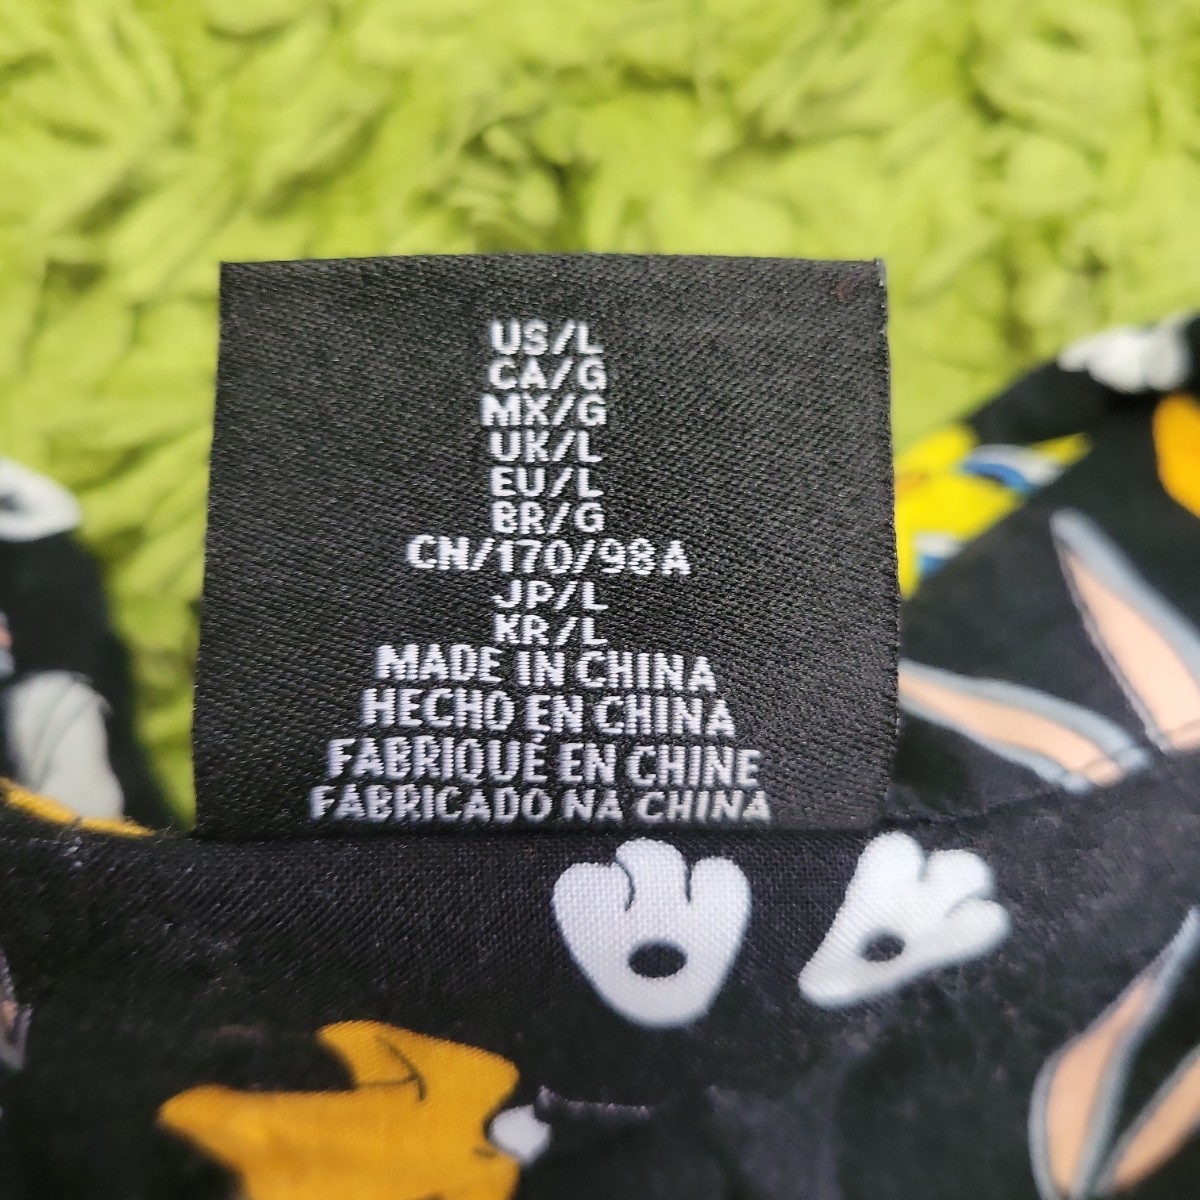 US/L
CA/G
MX/G
UK/L
EU/L
BR/G
CN/170/98A
JP/L
KR/L
MADE IN CHINA
HECHO EN CHINA
FABRIQUÉ EN CHINE
FABRICADO NA CHINA